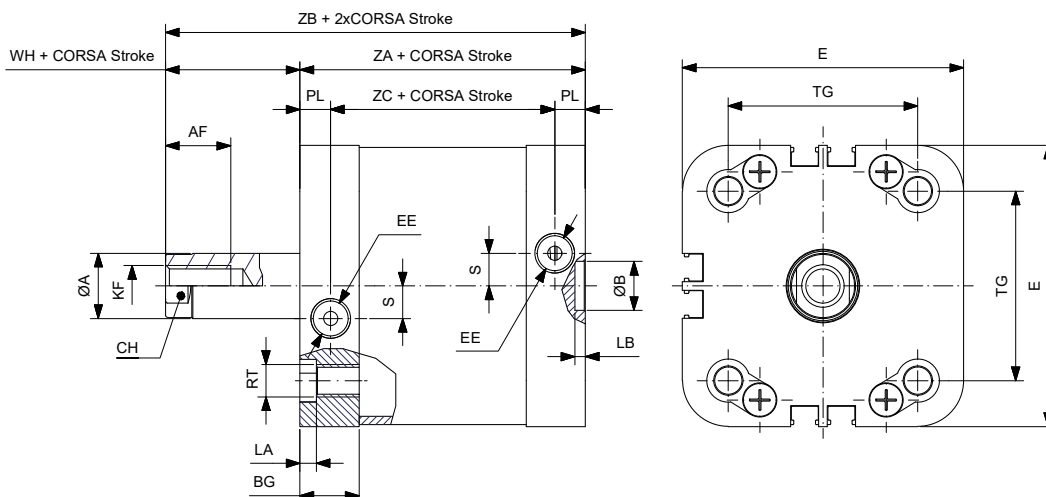 ZB + 2xCORSA Stroke
WH + CORSA Stroke
ZA + CORSA Stroke
PL
ZC + CORSA Stroke
PL
AF
EE
S
ØA
KF
S
ØB
CH
EE
LB
RT
LA
BG
E
TG
TG
E